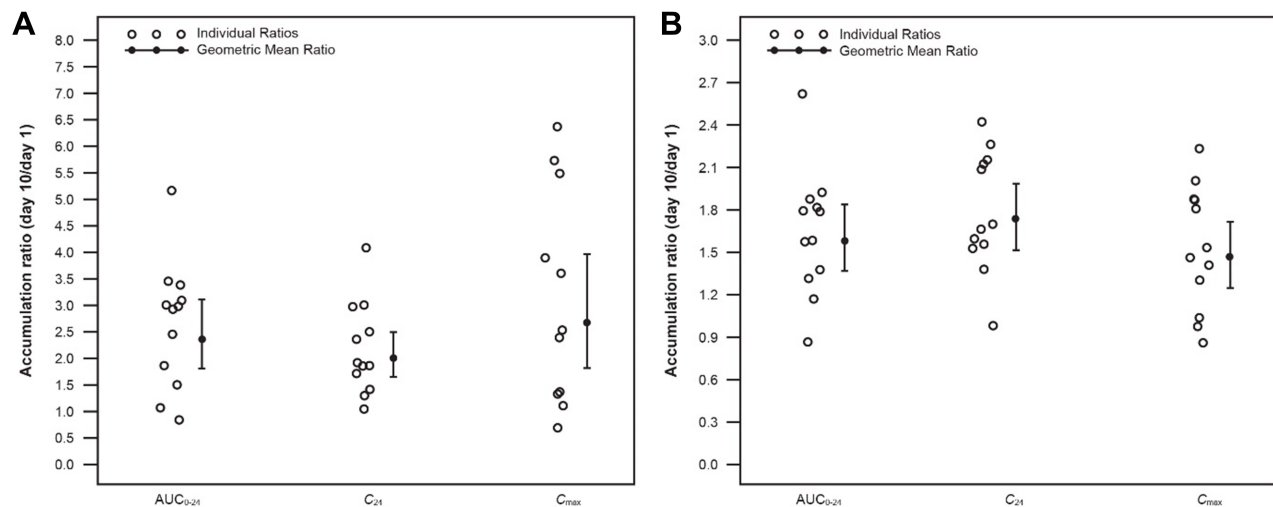 A
Individual Ratios
Geometric Mean Ratio
Accumulation ratio (day 10/day 1)
8.0
7.5
7.0
6.5
6.0
5.5
5.0
4.5
4.0
3.5
3.0
2.5
2.0
1.5
1.0
0.5
0.0
AUC0-24
C24
Cmax
B
Individual Ratios
Geometric Mean Ratio
Accumulation ratio (day 10/day 1)
3.0
2.7
2.4
2.1
1.8
1.5
1.2
0.9
0.6
0.3
0.0
AUC0-24
C24
Cmax